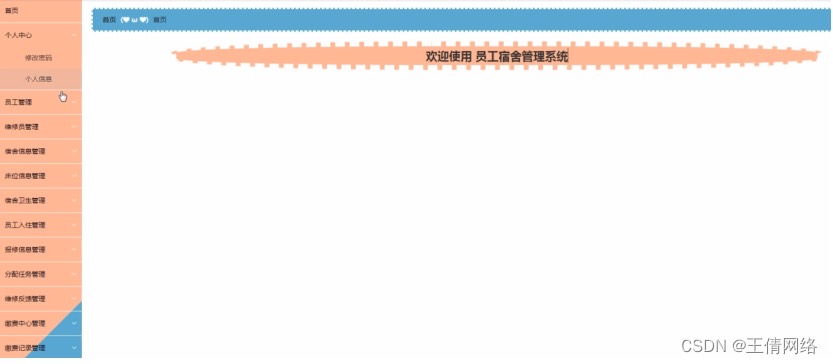 首页
个人中心
修改密码
个人信息
员工管理
维修员管理
宿舍信息管理
床位信息管理
宿舍卫生管理
员工入住管理
报修信息管理
分配任务管理
维修反馈管理
缴费中心管理
缴费记录管理
首页 (♥ ω ♥) 首页
欢迎使用 员工宿舍管理系统
CSDN @王倩网络